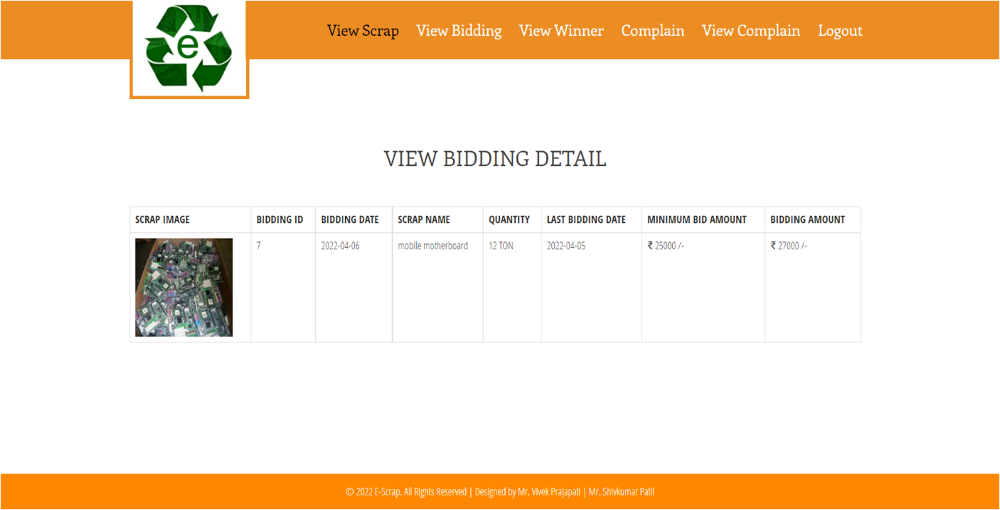 e
View Scrap View Bidding View Winner Complain View Complain Logout
VIEW BIDDING DETAIL
SCRAP IMAGE BIDDING ID BIDDING DATE SCRAP NAME QUANTITY LAST BIDDING DATE MINIMUM BID AMOUNT BIDDING AMOUNT
7 2022-04-06 mobile motherboard 12 TON 2022-04-05 ₹ 25000 /- ₹ 27000 /-
© 2022 E-Scrap. All Rights Reserved | Designed by Mr. Vivek Prajapati | Mr. Shivkumar Patil